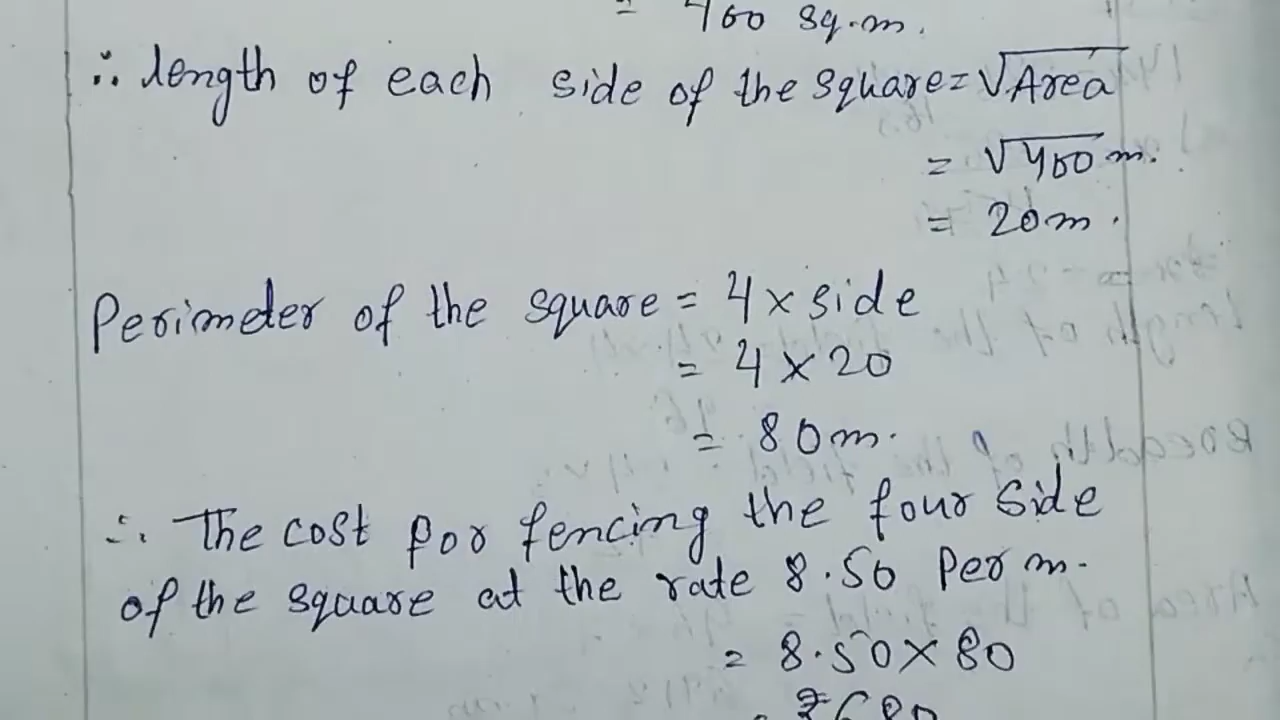 = 400 sq.m.
∴ length of each side of the square = √Area
= √400 m.
= 20m.
Perimeter of the square = 4 × side
= 4 × 20
= 80m.
∴ The cost for fencing the four side
of the square at the rate 8.50 Per m.
= 8.50 × 80
= ₹680